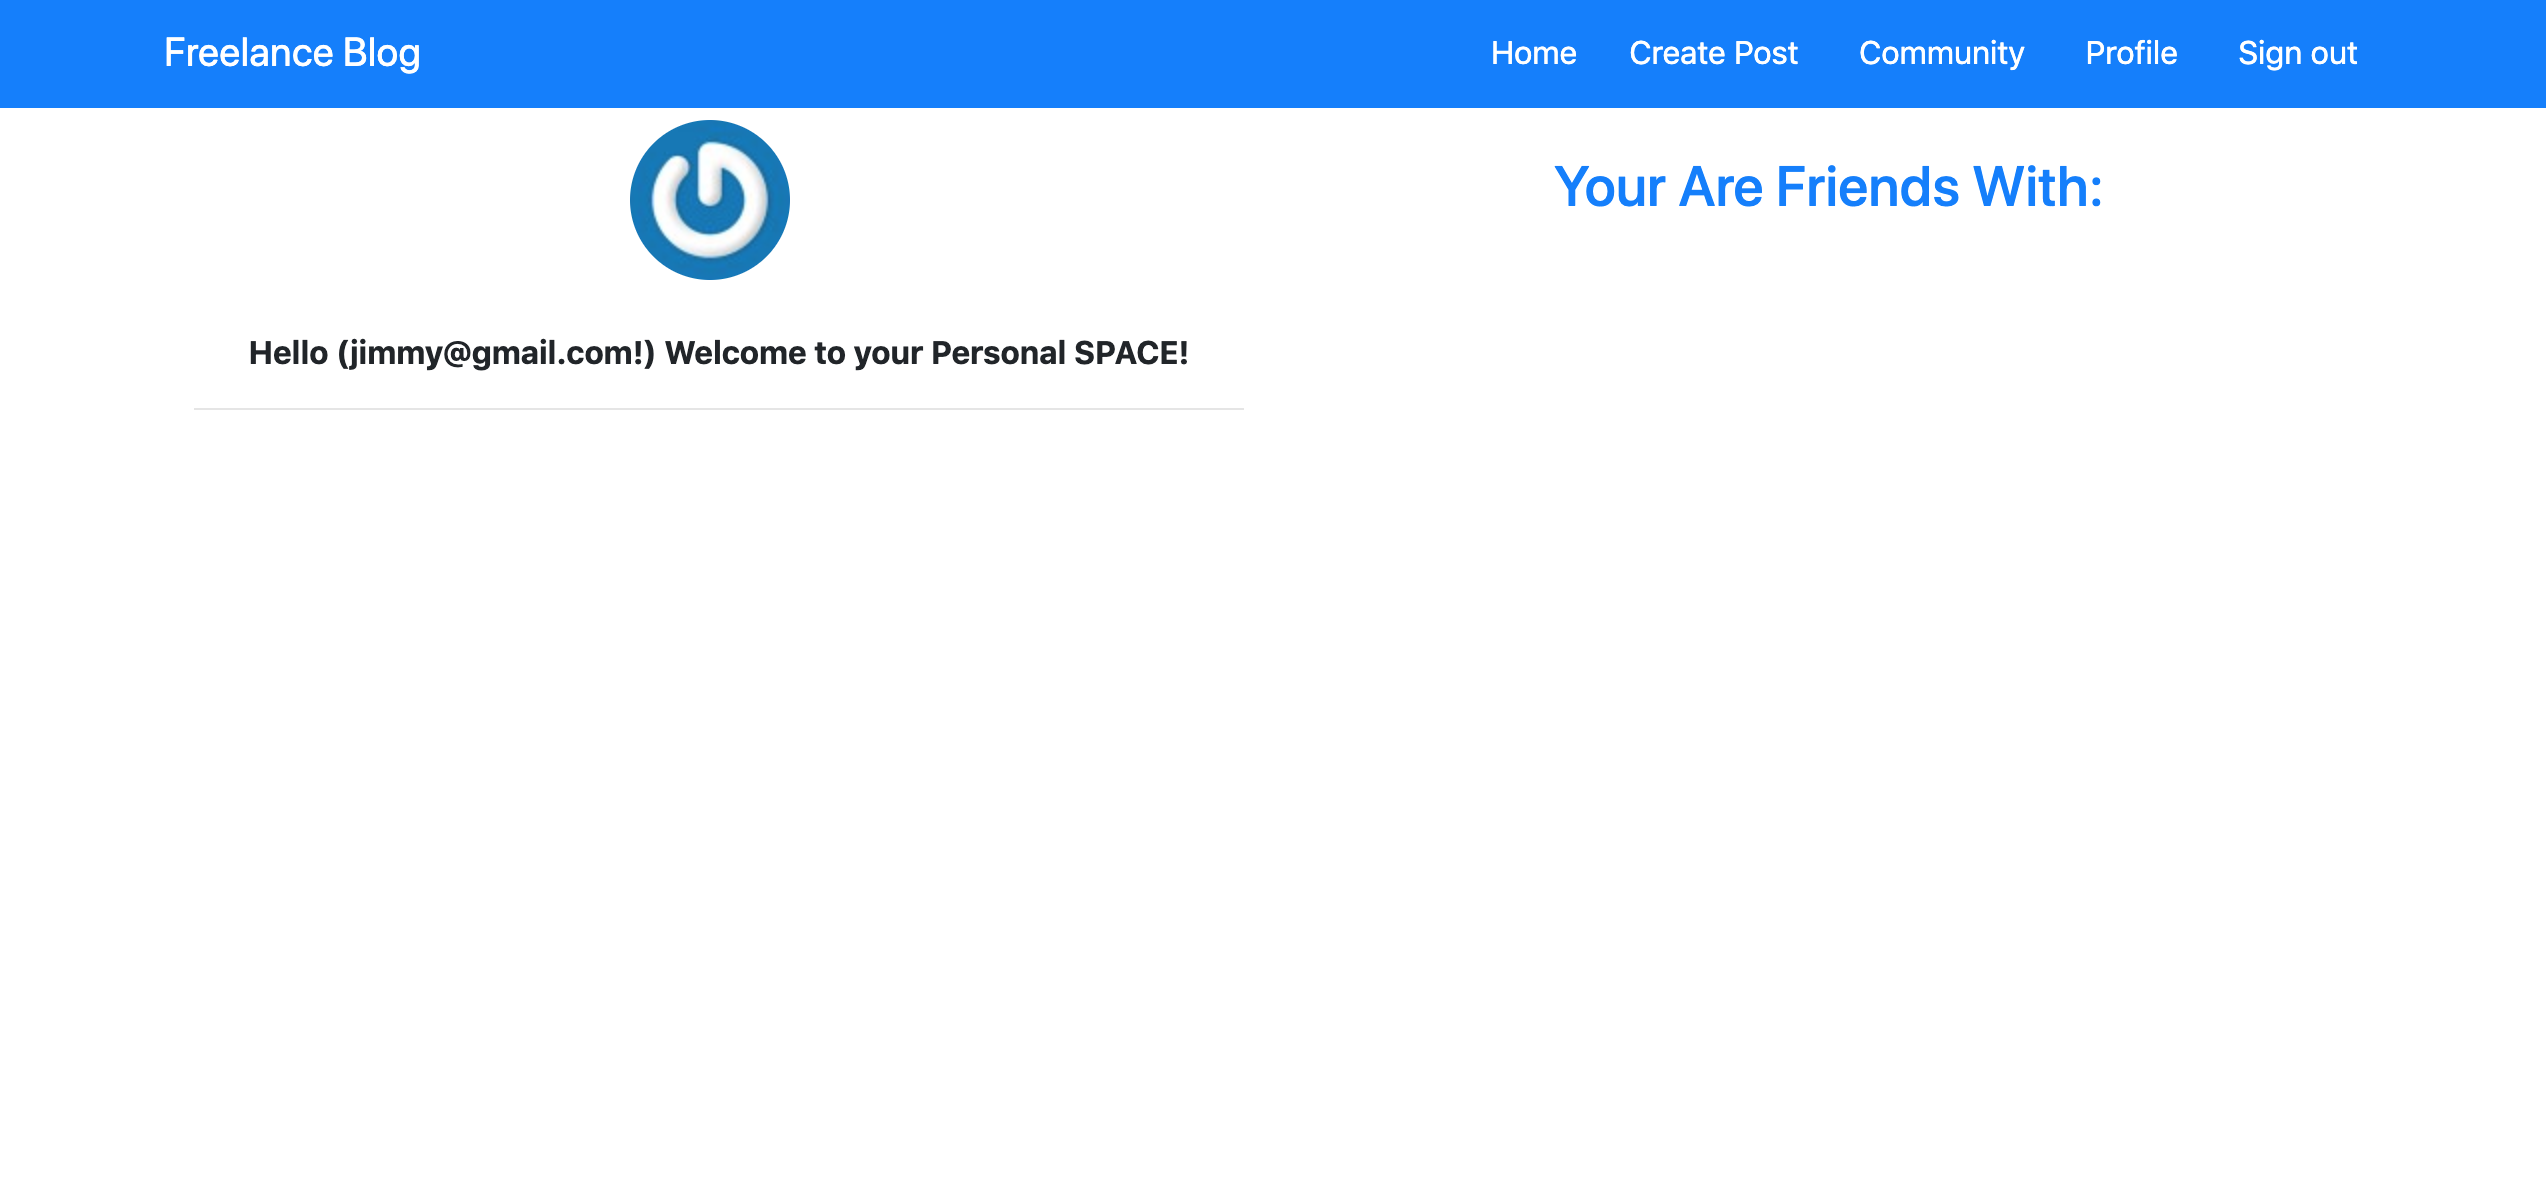 Freelance Blog Home Create Post Community Profile Sign out
Your Are Friends With:
Hello (jimmy@gmail.com!) Welcome to your Personal SPACE!